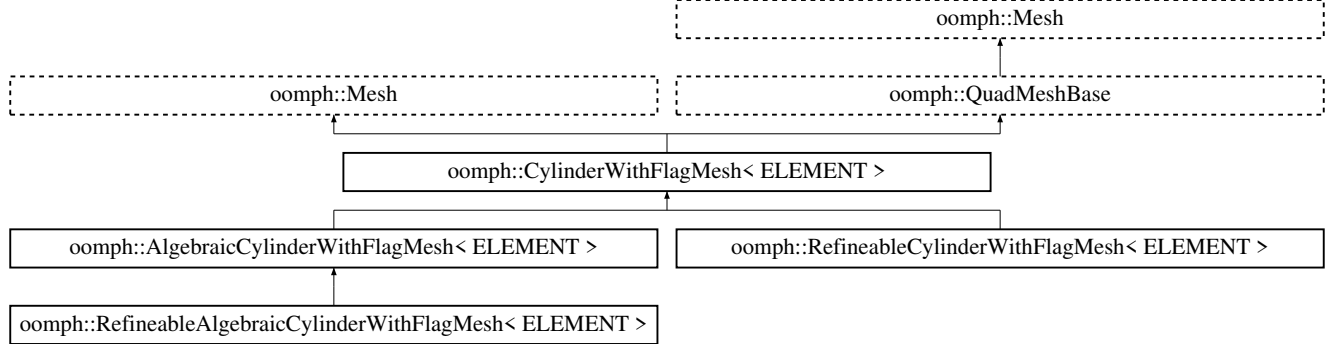 oomph::Mesh
oomph::Mesh
oomph::QuadMeshBase
oomph::CylinderWithFlagMesh< ELEMENT >
oomph::AlgebraicCylinderWithFlagMesh< ELEMENT >
oomph::RefineableCylinderWithFlagMesh< ELEMENT >
oomph::RefineableAlgebraicCylinderWithFlagMesh< ELEMENT >